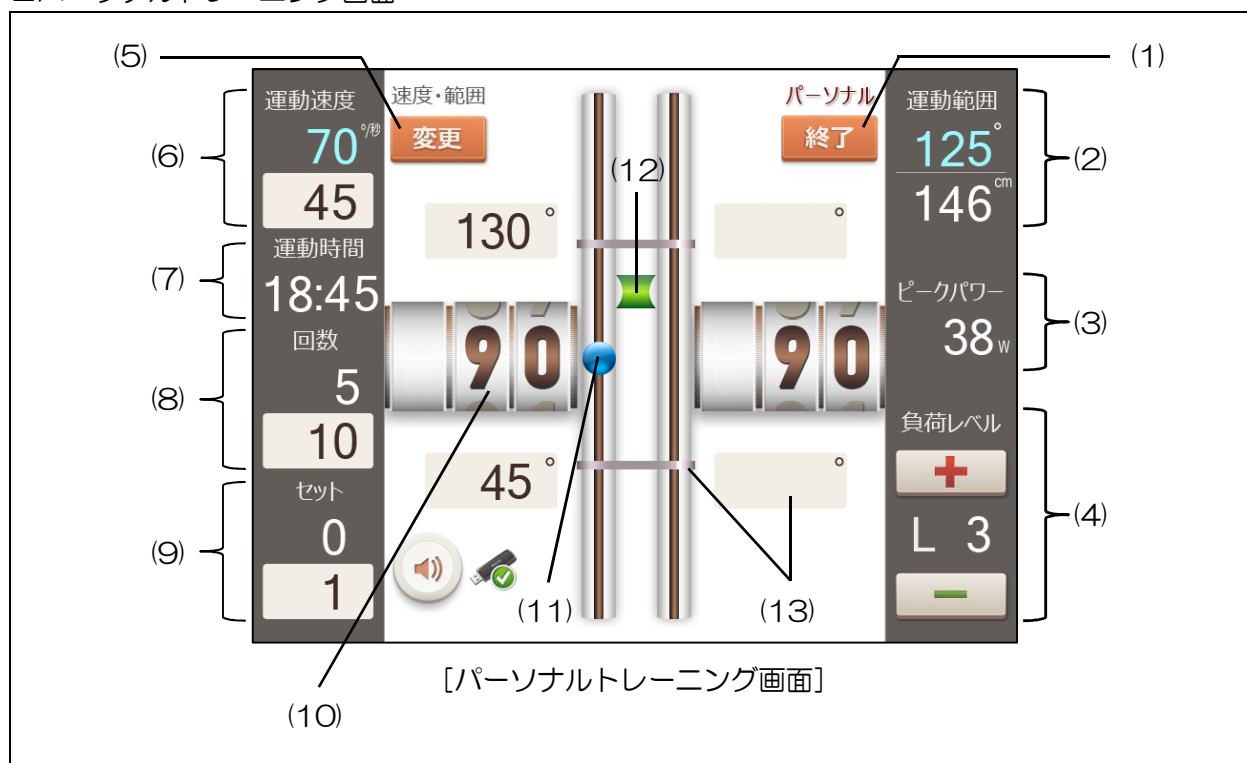 (5)
(1)
運動速度
70°/秒
45
(6)
速度・範囲
変更
パーソナル
終了
運動範囲
125°
146cm
(2)
(12)
130°
°
運動時間
18:45
(7)
ピークパワー
38W
(3)
回数
5
10
(8)
90
90
負荷レベル
L 3
(4)
45°
°
セット
0
1
(9)
(11)
(13)
[パーソナルトレーニング画面]
(10)